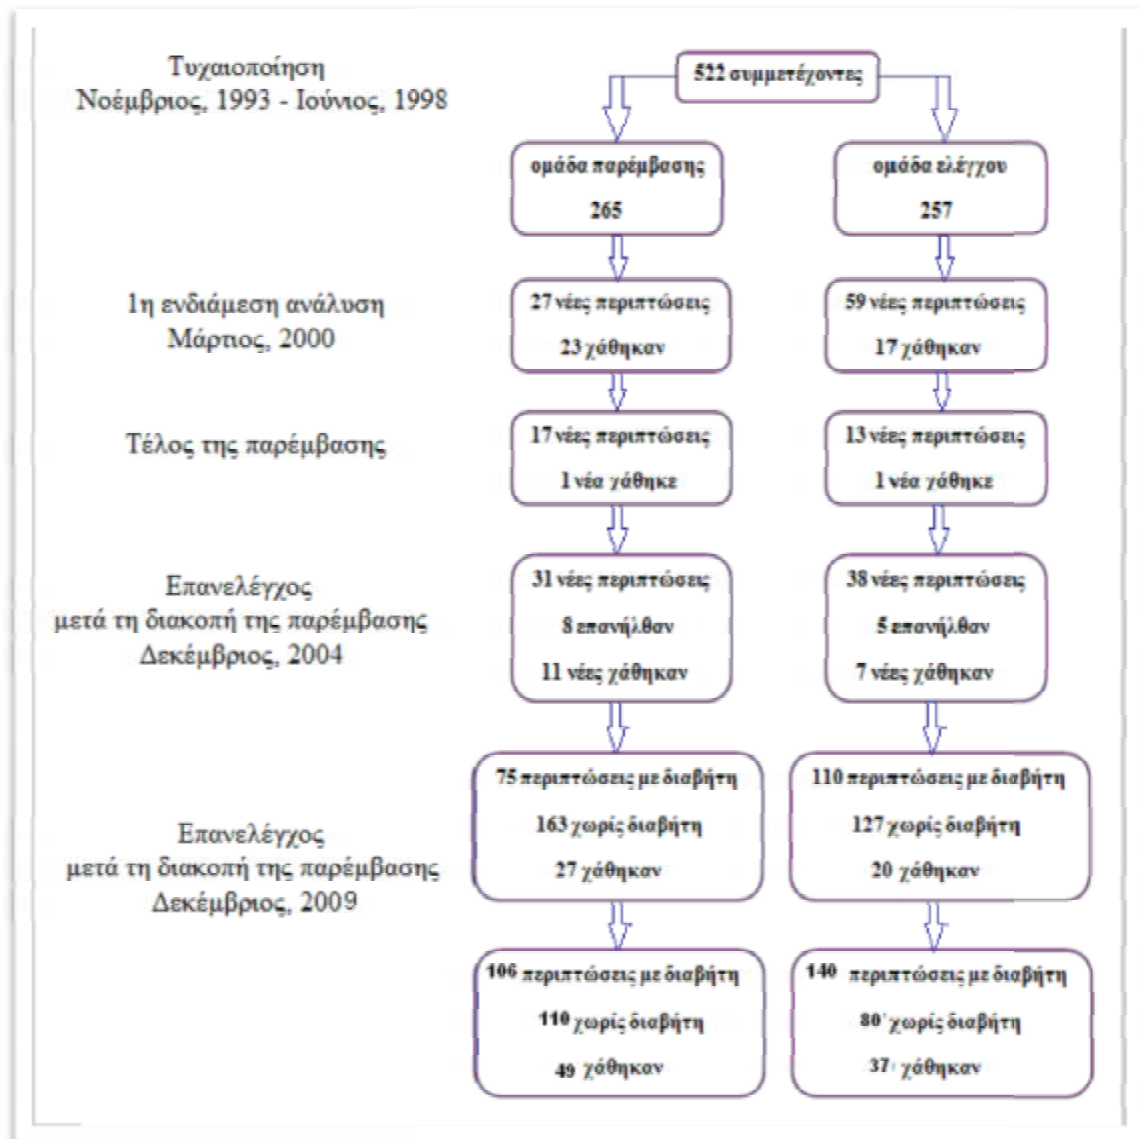 Τυχαιοποίηση
Νοέμβριος, 1993 - Ιούνιος, 1998
522 συμμετέχοντες
ομάδα παρέμβασης
265
ομάδα ελέγχου
257
1η ενδιάμεση ανάλυση
Μάρτιος, 2000
27 νέες περιπτώσεις
23 χάθηκαν
59 νέες περιπτώσεις
17 χάθηκαν
Τέλος της παρέμβασης
17 νέες περιπτώσεις
1 νέα χάθηκε
13 νέες περιπτώσεις
1 νέα χάθηκε
Επανελέγχος
μετά τη διακοπή της παρέμβασης
Δεκέμβριος, 2004
31 νέες περιπτώσεις
8 επανήλθαν
11 νέες χάθηκαν
38 νέες περιπτώσεις
5 επανήλθαν
7 νέες χάθηκαν
Επανελέγχος
μετά τη διακοπή της παρέμβασης
Δεκέμβριος, 2009
75 περιπτώσεις με διαβήτη
163 χωρίς διαβήτη
27 χάθηκαν
110 περιπτώσεις με διαβήτη
127 χωρίς διαβήτη
20 χάθηκαν
106 περιπτώσεις με διαβήτη
110 χωρίς διαβήτη
49 χάθηκαν
140 περιπτώσεις με διαβήτη
80 χωρίς διαβήτη
37 χάθηκαν